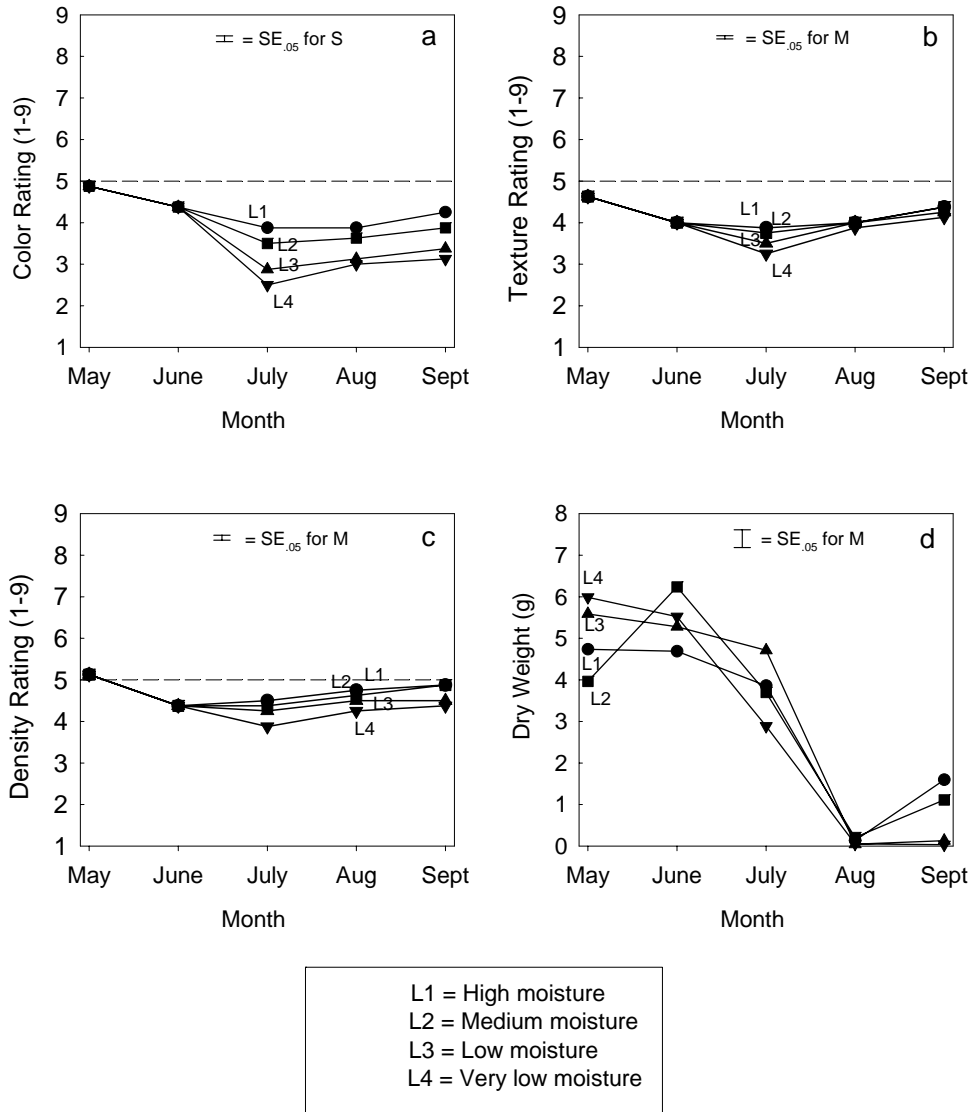 9
8
7
6
5
4
3
2
1
Color Rating (1-9)
= SE.05 for S
a
L1
L2
L3
L4
May June July Aug Sept
Month
9
8
7
6
5
4
3
2
1
Texture Rating (1-9)
= SE.05 for M
b
L1
L2
L3
L4
May June July Aug Sept
Month
9
8
7
6
5
4
3
2
1
Density Rating (1-9)
= SE.05 for M
c
L1
L2
L3
L4
May June July Aug Sept
Month
8
7
6
5
4
3
2
1
0
Dry Weight (g)
= SE.05 for M
d
L4
L3
L1
L2
May June July Aug Sept
Month
L1 = High moisture
L2 = Medium moisture
L3 = Low moisture
L4 = Very low moisture